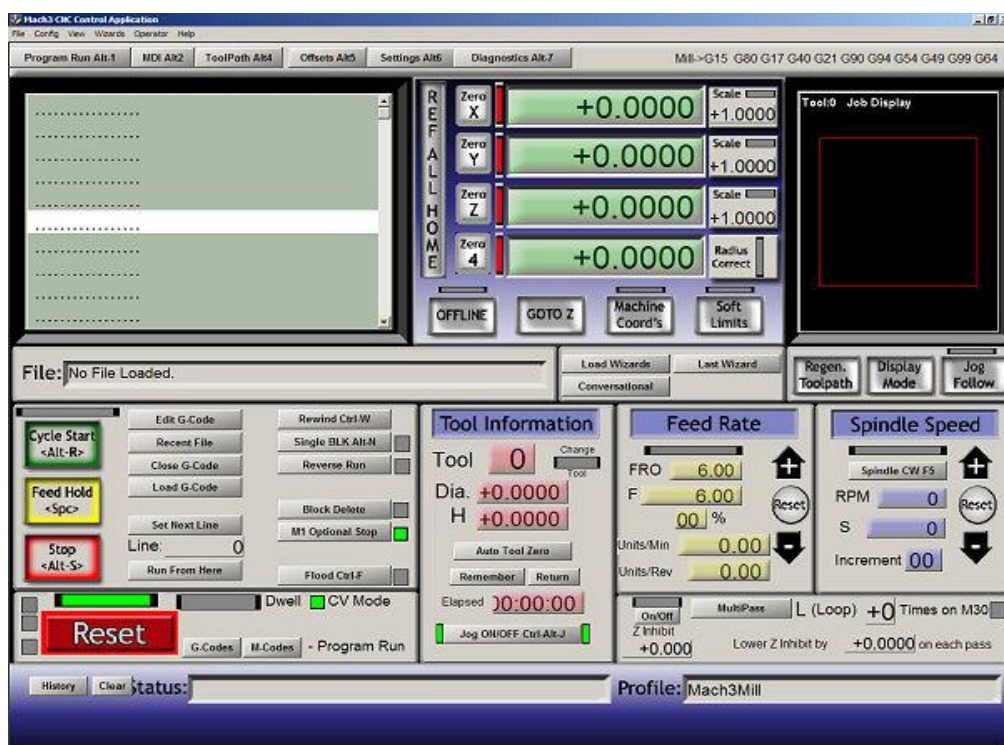 Mach3 CNC Control Application
File Config View Wizards Operator Help
Program Run Alt-1 MDI Alt2 ToolPath Alt4 Offsets Alt5 Settings Alt6 Diagnostics Alt-7 Mill->G15 G80 G17 G40 G21 G90 G94 G54 G49 G99 G64
REF ALL HOME
Zero X +0.0000 Scale +1.0000
Zero Y +0.0000 Scale +1.0000
Zero Z +0.0000 Scale +1.0000
Zero 4 +0.0000 Radius Correct
OFFLINE GOTO Z Machine Coord's Soft Limits
Tool:0 Job Display
File: No File Loaded.
Load Wizards Last Wizard
Conversational
Regen. Toolpath Display Mode Jog Follow
Cycle Start <Alt-R>
Feed Hold <Spc>
Stop <Alt-S>
Edit G-Code
Recent File
Close G-Code
Load G-Code
Set Next Line
Line: 0
Run From Here
Rewind Ctrl-W
Single BLK Alt-N
Reverse Run
Block Delete
M1 Optional Stop
Flood Ctrl-F
Dwell CV Mode
Reset
G-Codes M-Codes - Program Run
Tool Information
Tool 0 Change Tool
Dia. +0.0000
H +0.0000
Auto Tool Zero
Remember Return
Elapsed 00:00:00
Jog ON/OFF Ctrl-Alt-J
Feed Rate
FRO 6.00
F 6.00
00 % Reset
Units/Min 0.00
Units/Rev 0.00
Spindle Speed
Spindle CW F5
RPM 0 Reset
S 0
Increment 00
On/Off MultiPass L (Loop) +0 Times on M30
Z Inhibit
+0.000 Lower Z Inhibit by +0.0000 on each pass
History Clear Status: Profile: Mach3Mill